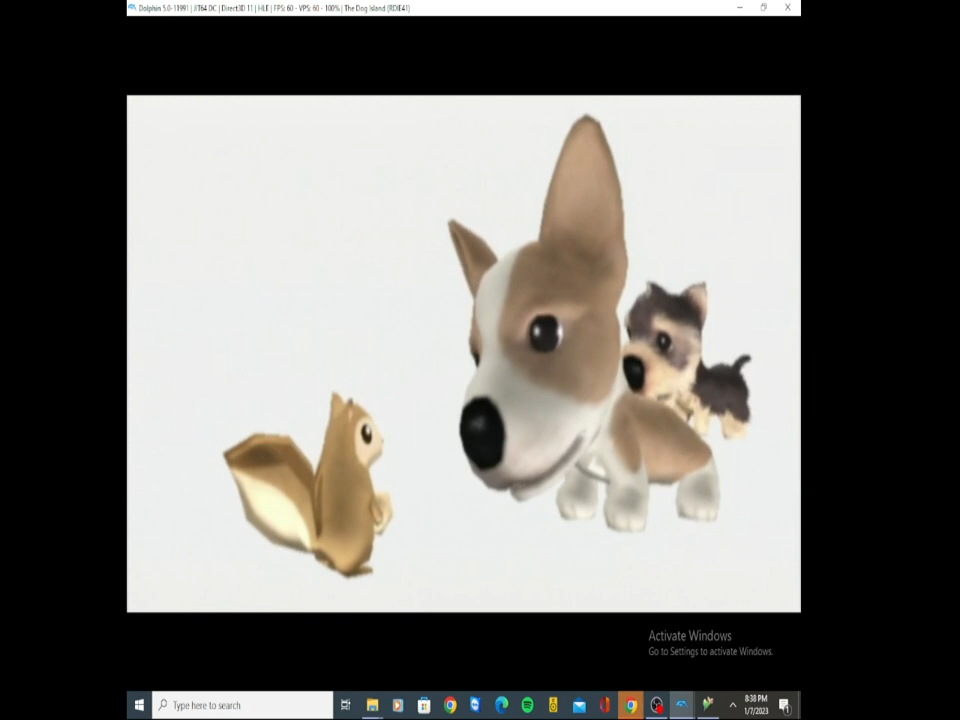 Dolphin 5.0-11991 | JIT64 DC | Direct3D 11 | HLE | FPS: 60 - VPS: 60 - 100% | The Dog Island (RDIE41)
Activate Windows
Go to Settings to activate Windows.
Type here to search
8:38 PM
1/7/2023
1